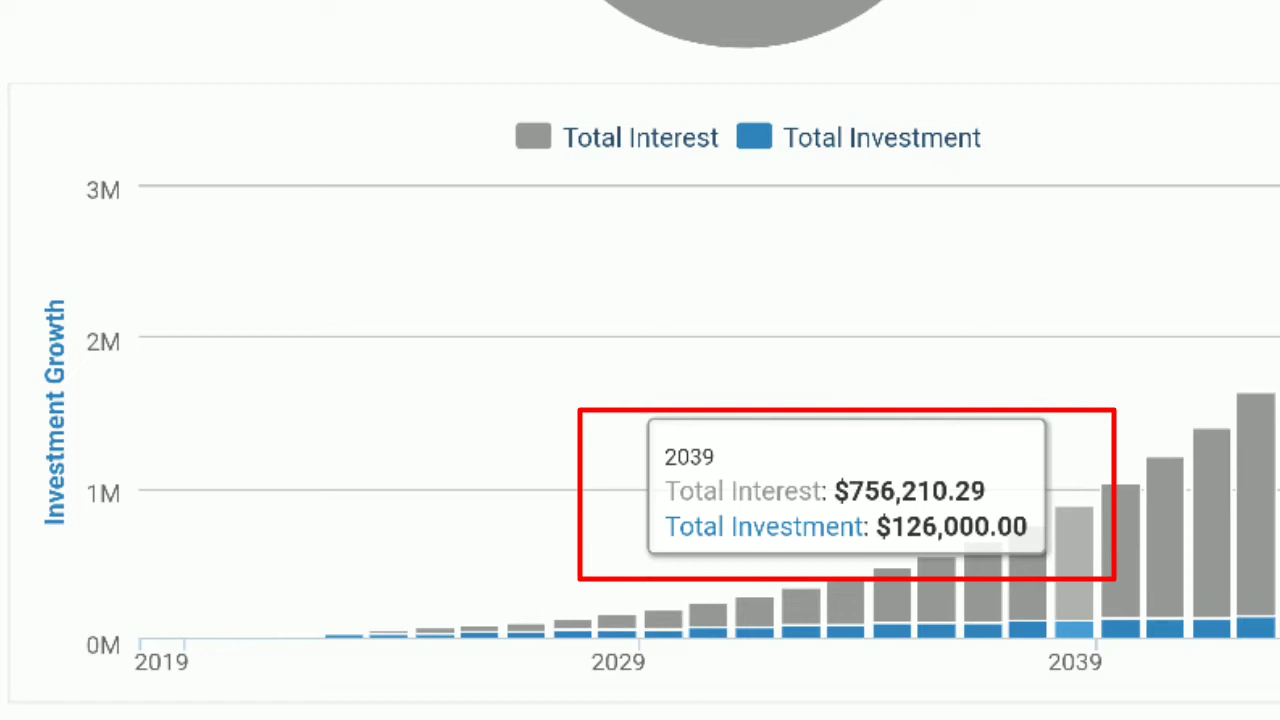 Total Interest Total Investment
3M
2M
Investment Growth
2039
Total Interest: $756,210.29
1M
Total Investment: $126,000.00
0M
2019 2029 2039